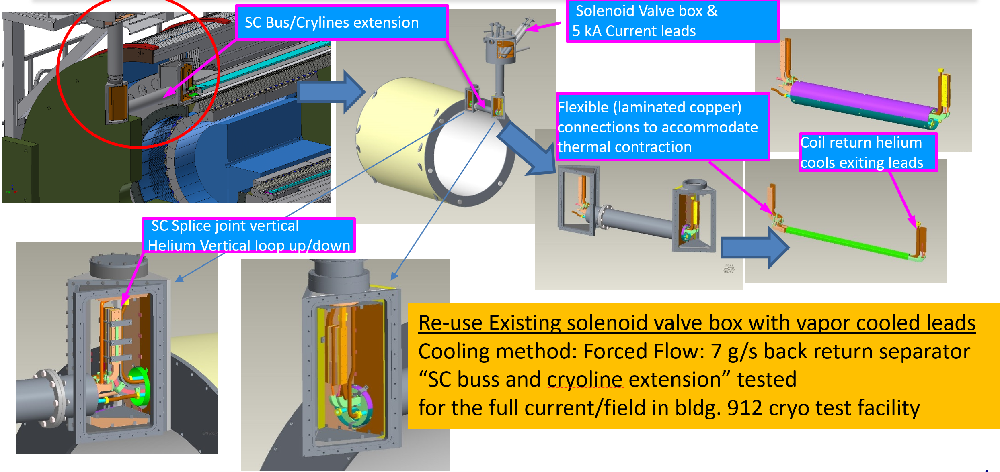 SC Bus/Crylines extension
Solenoid Valve box &
5 kA Current leads
Flexible (laminated copper)
connections to accommodate
thermal contraction
Coil return helium
cools exiting leads
SC Splice joint vertical
Helium Vertical loop up/down
Re-use Existing solenoid valve box with vapor cooled leads
Cooling method: Forced Flow: 7 g/s back return separator
“SC buss and cryoline extension” tested
for the full current/field in bldg. 912 cryo test facility